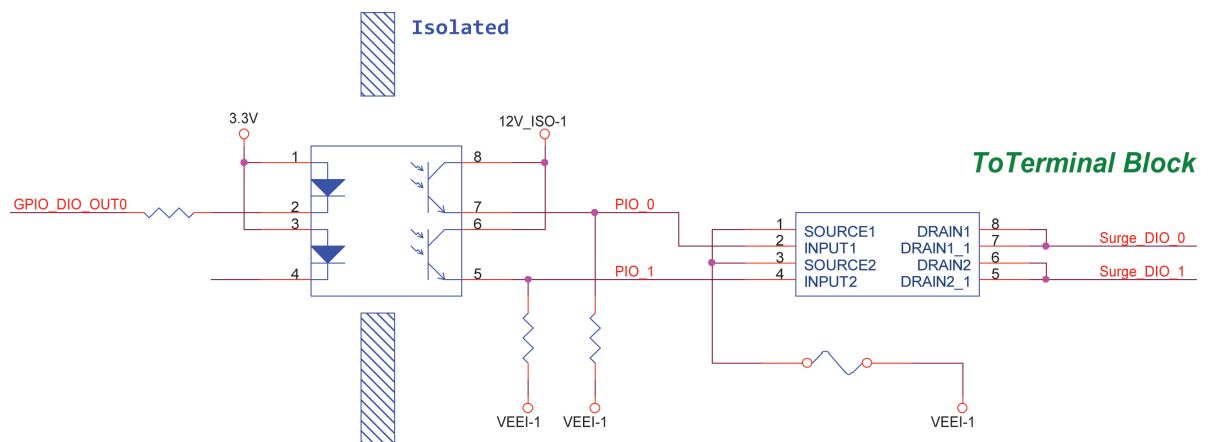 Isolated
3.3V
12V_ISO-1
ToTerminal Block
1
8
GPIO_DIO_OUT0
2
7
PIO_0
3
6
4
5
PIO_1
1
SOURCE1
DRAIN1
8
2
INPUT1
DRAIN1_1
7
Surge_DIO_0
3
SOURCE2
DRAIN2
6
4
INPUT2
DRAIN2_1
5
Surge_DIO_1
VEEI-1
VEEI-1
VEEI-1